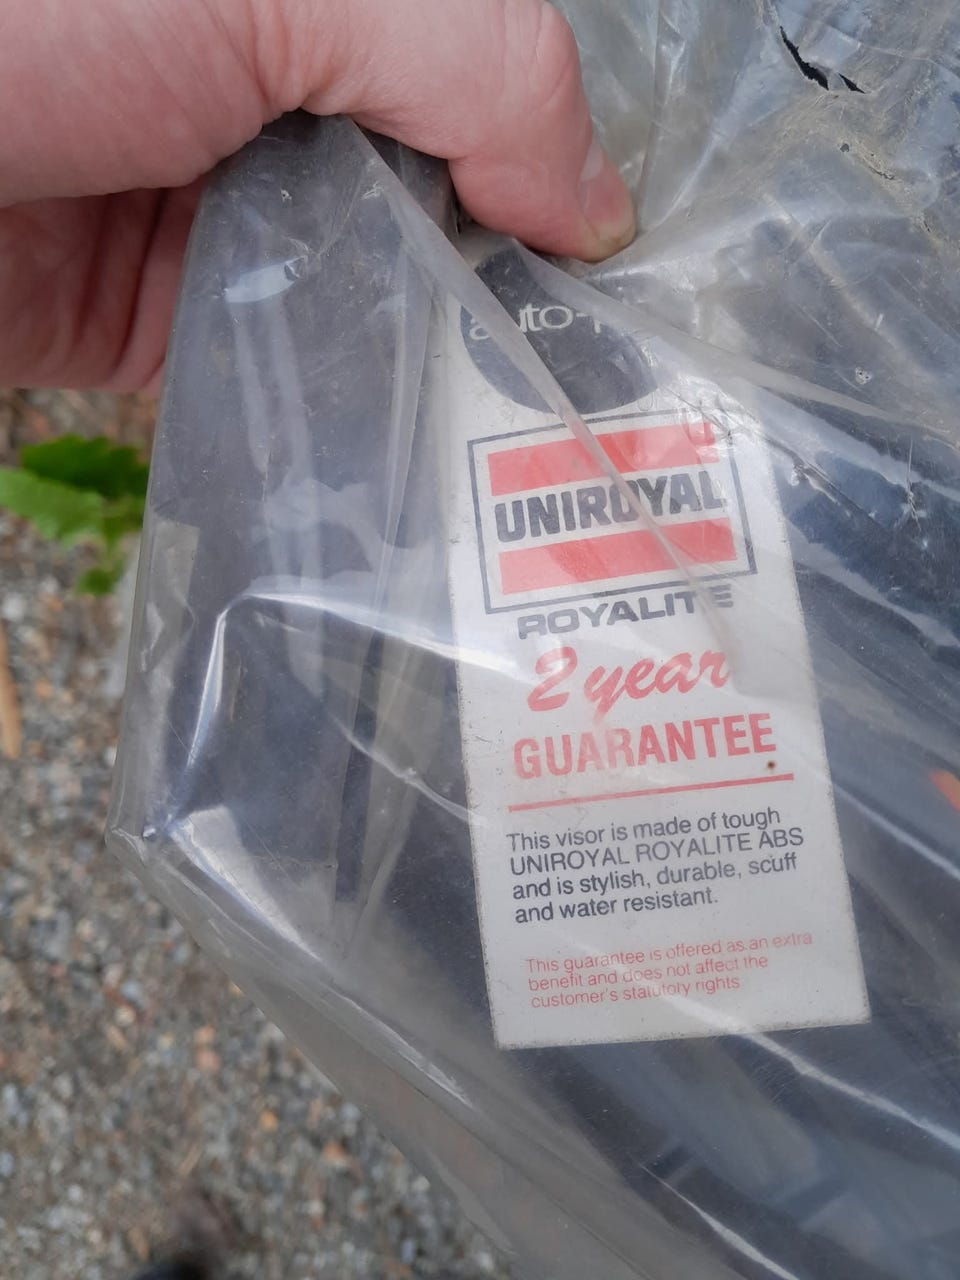 UNIROYAL
ROYALITE
2 year
GUARANTEE
This visor is made of tough
UNIROYAL ROYALITE ABS
and is stylish, durable, scuff
and water resistant.
This guarantee is offered as an extra
benefit and does not affect the
customer's statutory rights